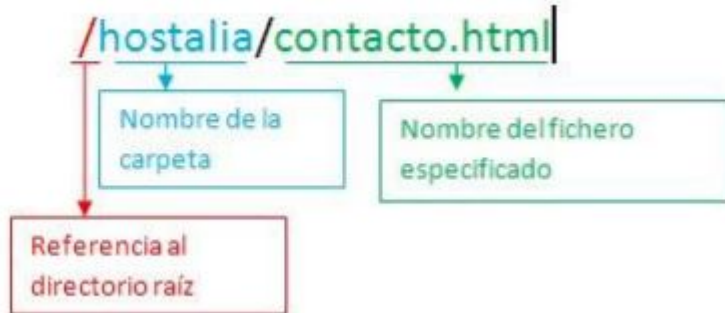 /hostalia/contacto.html
Nombre de la
carpeta
Nombre del fichero
especificado
Referencia al
directorio raíz